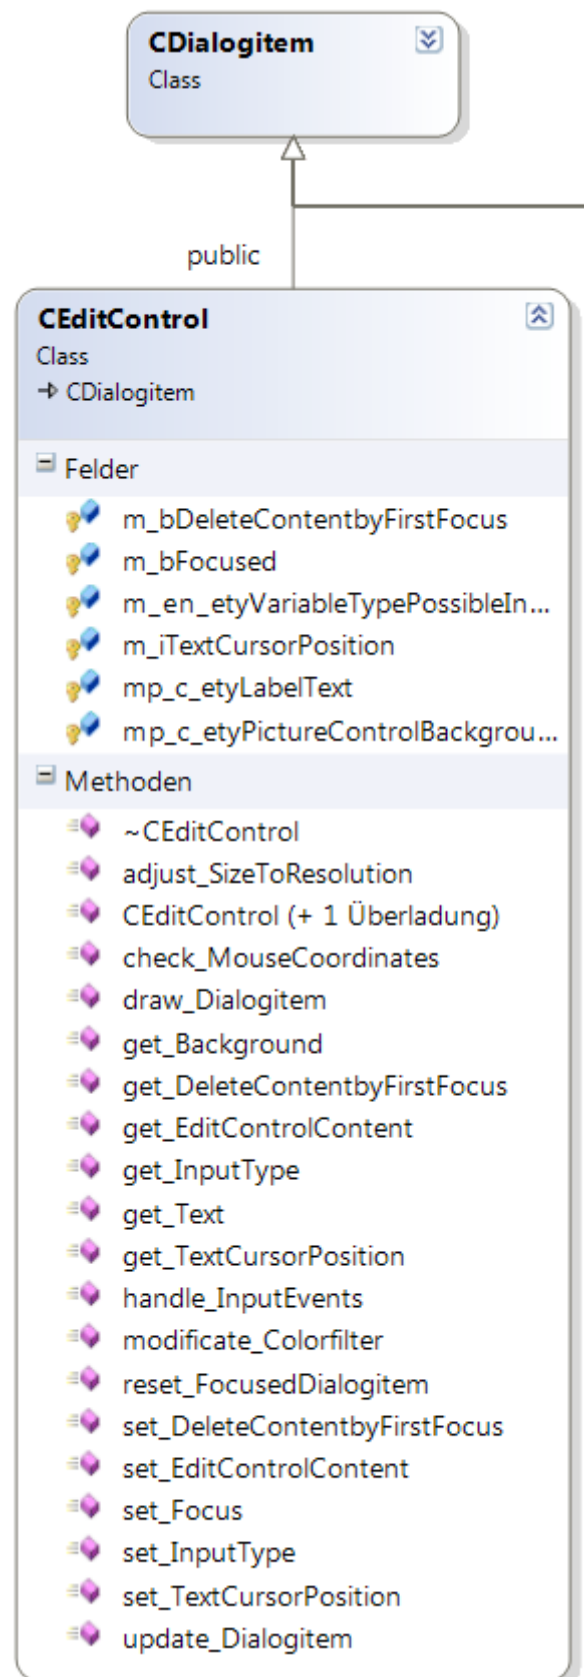 CDialogitem
Class
public
CEditControl
Class
CDialogitem
Felder
m_bDeleteContentbyFirstFocus
m_bFocused
m_en_etyVariableTypePossibleIn...
m_iTextCursorPosition
mp_c_etyLabelText
mp_c_etyPictureControlBackgrou...
Methoden
~CEditControl
adjust_SizeToResolution
CEditControl (+ 1 Überladung)
check_MouseCoordinates
draw_Dialogitem
get_Background
get_DeleteContentbyFirstFocus
get_EditControlContent
get_InputType
get_Text
get_TextCursorPosition
handle_InputEvents
modificate_Colorfilter
reset_FocusedDialogitem
set_DeleteContentbyFirstFocus
set_EditControlContent
set_Focus
set_InputType
set_TextCursorPosition
update_Dialogitem